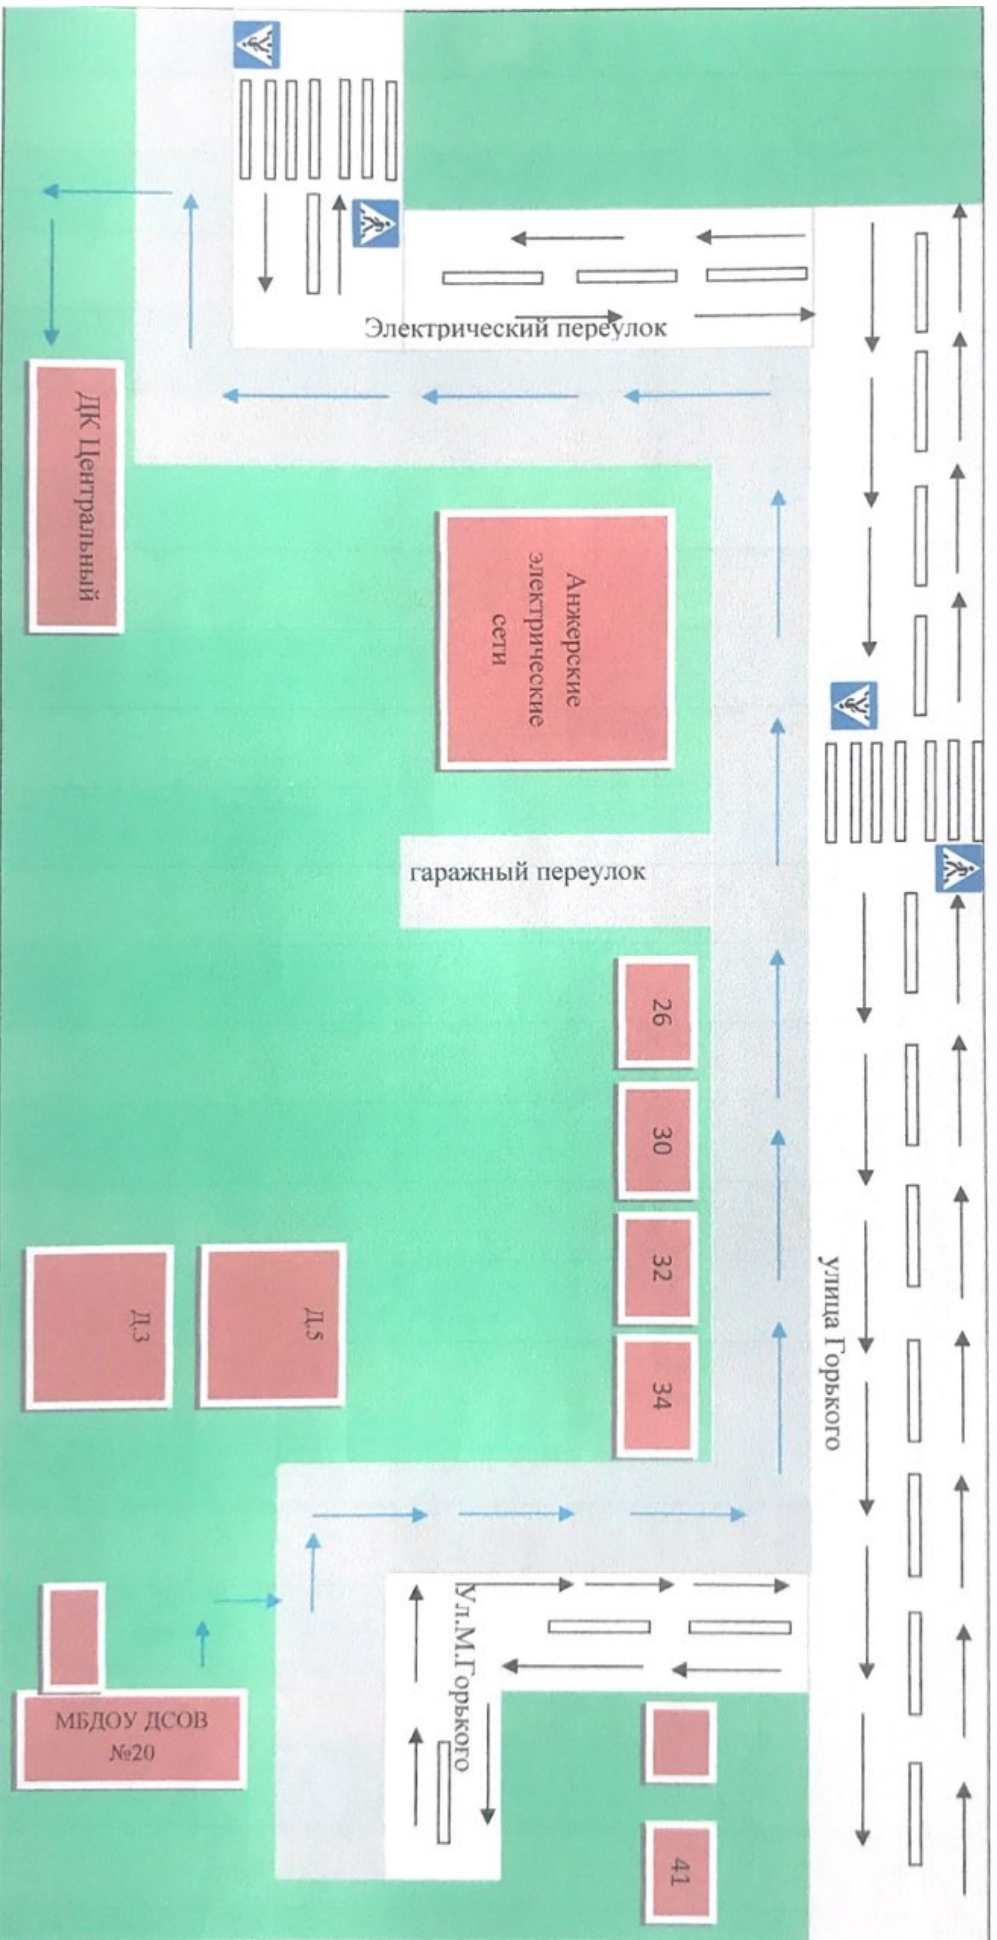 Электрический переулок
ДК Центральный
Анжерские
электрические
сети
гаражный переулок
26
30
32
34
улица Горького
Д.3
Д.5
Ул.М.Горького
МБДОУ ДСОВ
№20
41